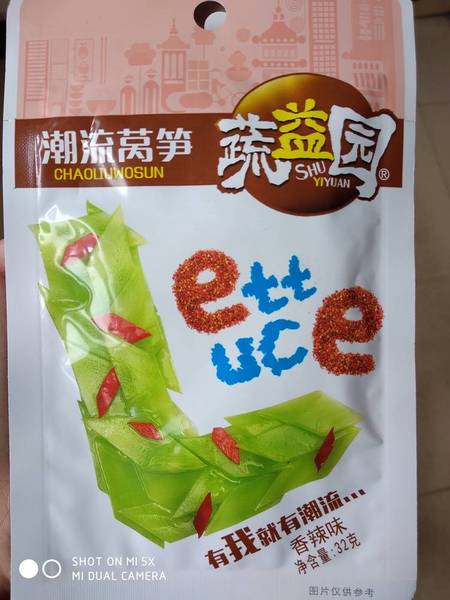 潮流莴笋
CHAOLIUWOSUN
蔬益园®
SHU
YIYUAN
Lettuce
有我就有潮流...
香辣味
净含量:32克
图片仅供参考
SHOT ON MI 5X
MI DUAL CAMERA